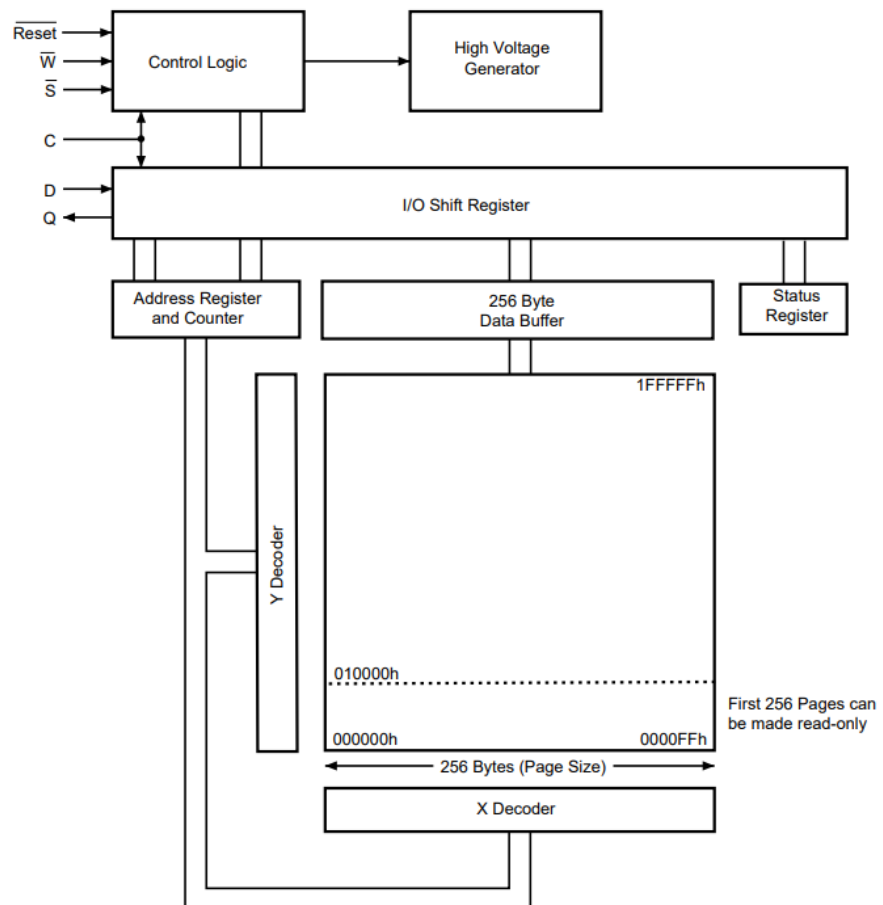 Reset
W
S
C
D
Q
Control Logic
High Voltage
Generator
I/O Shift Register
Address Register
and Counter
256 Byte
Data Buffer
Status
Register
1FFFFFh
Y Decoder
010000h
000000h
0000FFh
First 256 Pages can
be made read-only
256 Bytes (Page Size)
X Decoder